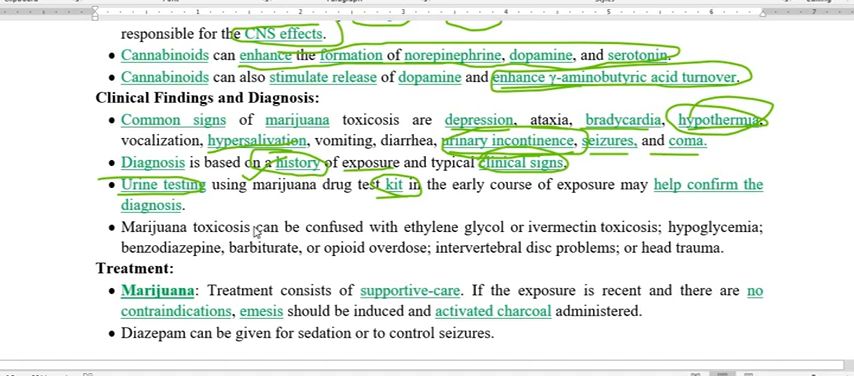 responsible for the CNS effects.
• Cannabinoids can enhance the formation of norepinephrine, dopamine, and serotonin.
• Cannabinoids can also stimulate release of dopamine and enhance γ-aminobutyric acid turnover.
Clinical Findings and Diagnosis:
• Common signs of marijuana toxicosis are depression, ataxia, bradycardia, hypothermia,
vocalization, hypersalivation, vomiting, diarrhea, urinary incontinence, seizures, and coma.
• Diagnosis is based on a history of exposure and typical clinical signs.
• Urine testing using marijuana drug test kit in the early course of exposure may help confirm the
diagnosis.
• Marijuana toxicosis can be confused with ethylene glycol or ivermectin toxicosis; hypoglycemia;
benzodiazepine, barbiturate, or opioid overdose; intervertebral disc problems; or head trauma.
Treatment:
• Marijuana: Treatment consists of supportive-care. If the exposure is recent and there are no
contraindications, emesis should be induced and activated charcoal administered.
• Diazepam can be given for sedation or to control seizures.